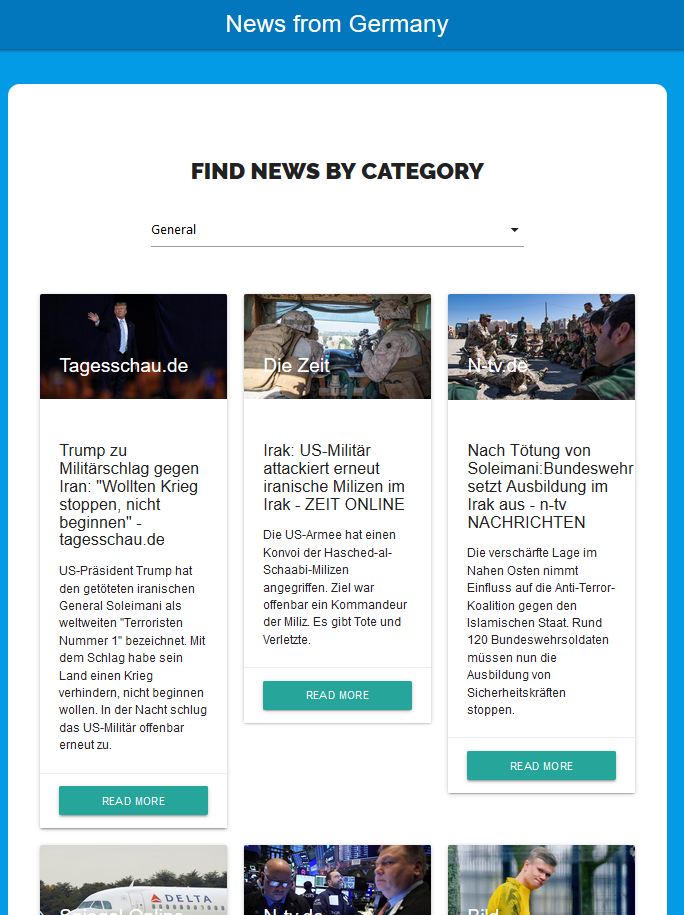 News from Germany
FIND NEWS BY CATEGORY
General
Tagesschau.de
Trump zu
Militärschlag gegen
Iran: "Wollten Krieg
stoppen, nicht
beginnen" -
tagesschau.de
US-Präsident Trump hat
den getöteten iranischen
General Soleimani als
weltweiten "Terroristen
Nummer 1" bezeichnet. Mit
dem Schlag habe sein
Land einen Krieg
verhindern, nicht beginnen
wollen. In der Nacht schlug
das US-Militär offenbar
erneut zu.
READ MORE
Die Zeit
Irak: US-Militär
attackiert erneut
iranische Milizen im
Irak - ZEIT ONLINE
Die US-Armee hat einen
Konvoi der Hasched-al-
Schaabi-Milizen
angegriffen. Ziel war
offenbar ein Kommandeur
der Miliz. Es gibt Tote und
Verletzte.
READ MORE
N-tv.de
Nach Tötung von
Soleimani:Bundeswehr
setzt Ausbildung im
Irak aus - n-tv
NACHRICHTEN
Die verschärfte Lage im
Nahen Osten nimmt
Einfluss auf die Anti-Terror-
Koalition gegen den
Islamischen Staat. Rund
120 Bundeswehrsoldaten
müssen nun die
Ausbildung von
Sicherheitskräften
stoppen.
READ MORE
DELTA
Spiegel Online
N-tv.de
Bild